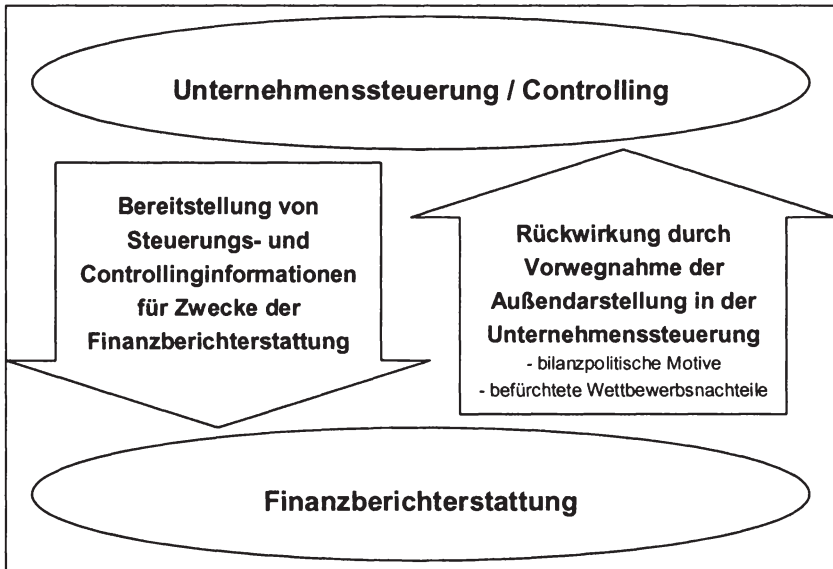 Unternehmenssteuerung / Controlling
Bereitstellung von
Steuerungs- und
Controllinginformationen
für Zwecke der
Finanzberichterstattung
Rückwirkung durch
Vorwegnahme der
Außendarstellung in der
Unternehmenssteuerung
- bilanzpolitische Motive
- befürchtete Wettbewerbsnachteile
Finanzberichterstattung